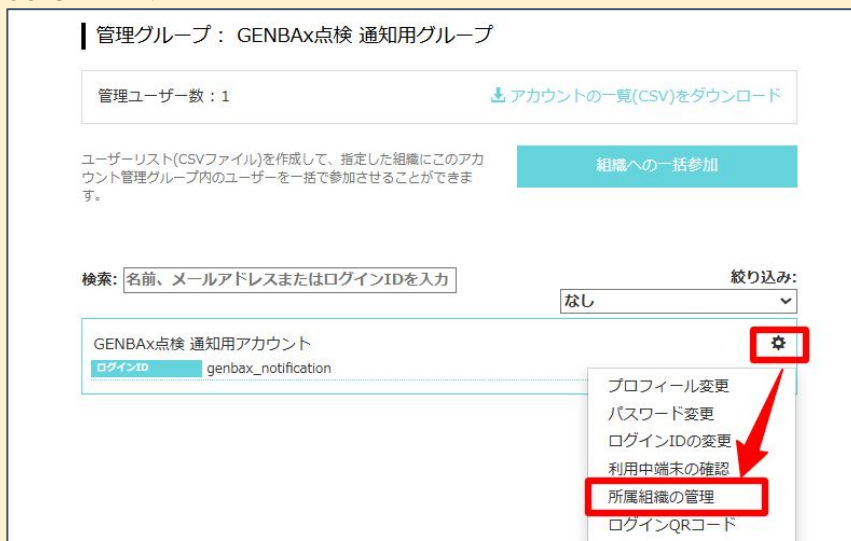 管理グループ： GENBAx点検 通知用グループ
管理ユーザー数：1
アカウントの一覧(CSV)をダウンロード
ユーザーリスト(CSVファイル)を作成して、指定した組織にこのアカ
ウント管理グループ内のユーザーを一括で参加させることができま
す。
組織への一括参加
検索: 名前、メールアドレスまたはログインIDを入力
絞り込み:
なし
GENBAx点検 通知用アカウント
ログインID genbax_notification
プロフィール変更
パスワード変更
ログインIDの変更
利用中端末の確認
所属組織の管理
ログインQRコード